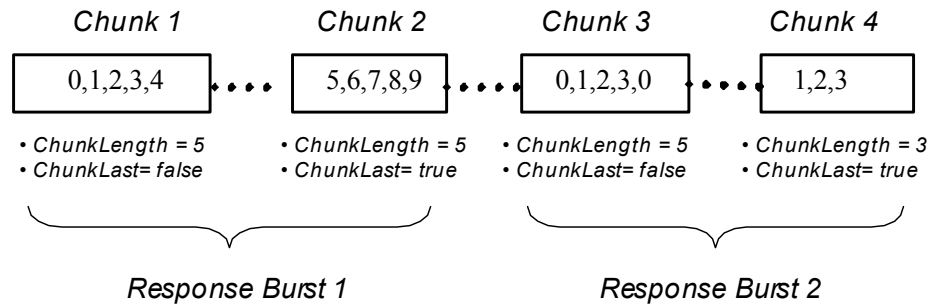 Chunk 1 Chunk 2 Chunk 3 Chunk 4
0,1,2,3,4 5,6,7,8,9 0,1,2,3,0 1,2,3
• ChunkLength = 5 • ChunkLength = 5 • ChunkLength = 5 • ChunkLength = 3
• ChunkLast= false • ChunkLast= true • ChunkLast= false • ChunkLast= true
Response Burst 1 Response Burst 2